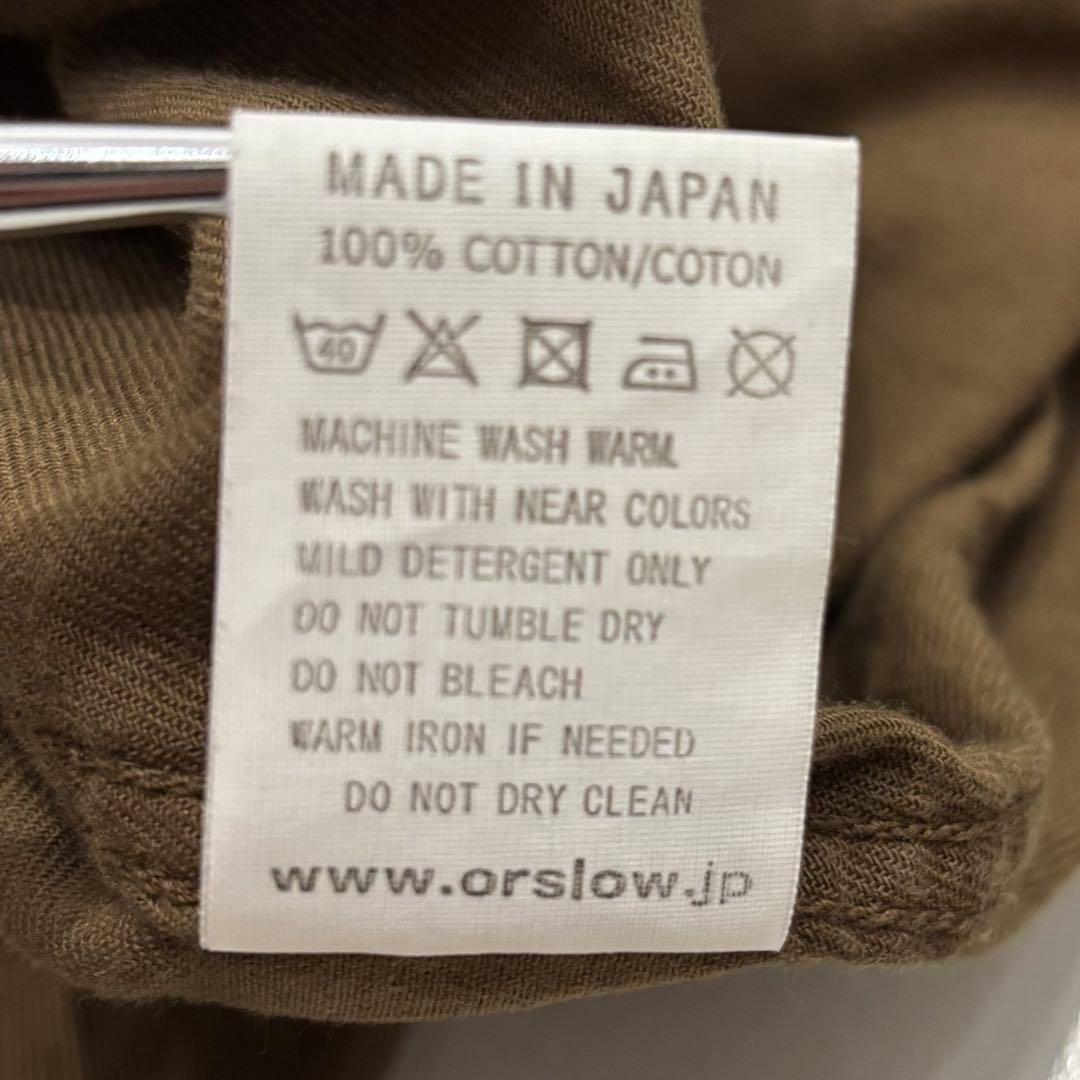 MADE IN JAPAN
100% COTTON/COTON
40
MACHINE WASH WARM
WASH WITH NEAR COLORS
MILD DETERGENT ONLY
DO NOT TUMBLE DRY
DO NOT BLEACH
WARM IRON IF NEEDED
DO NOT DRY CLEAN
www.orslow.jp